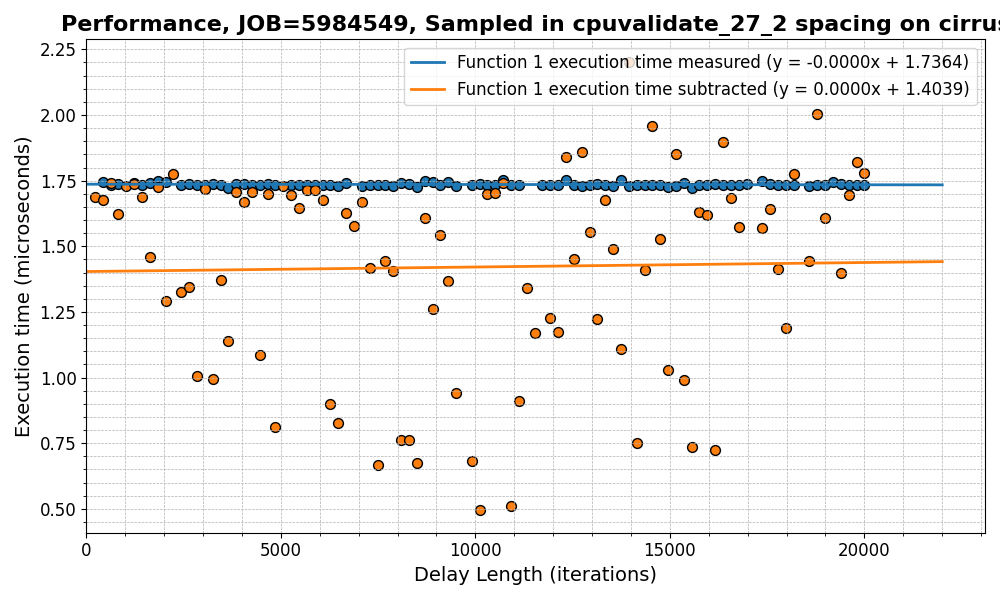 Performance, JOB=5984549, Sampled in cpuvalidate_27_2 spacing on cirrus
Function 1 execution time measured (y = -0.0000x + 1.7364)
Function 1 execution time subtracted (y = 0.0000x + 1.4039)
Execution time (microseconds)
2.25
2.00
1.75
1.50
1.25
1.00
0.75
0.50
0
5000
10000
15000
20000
Delay Length (iterations)